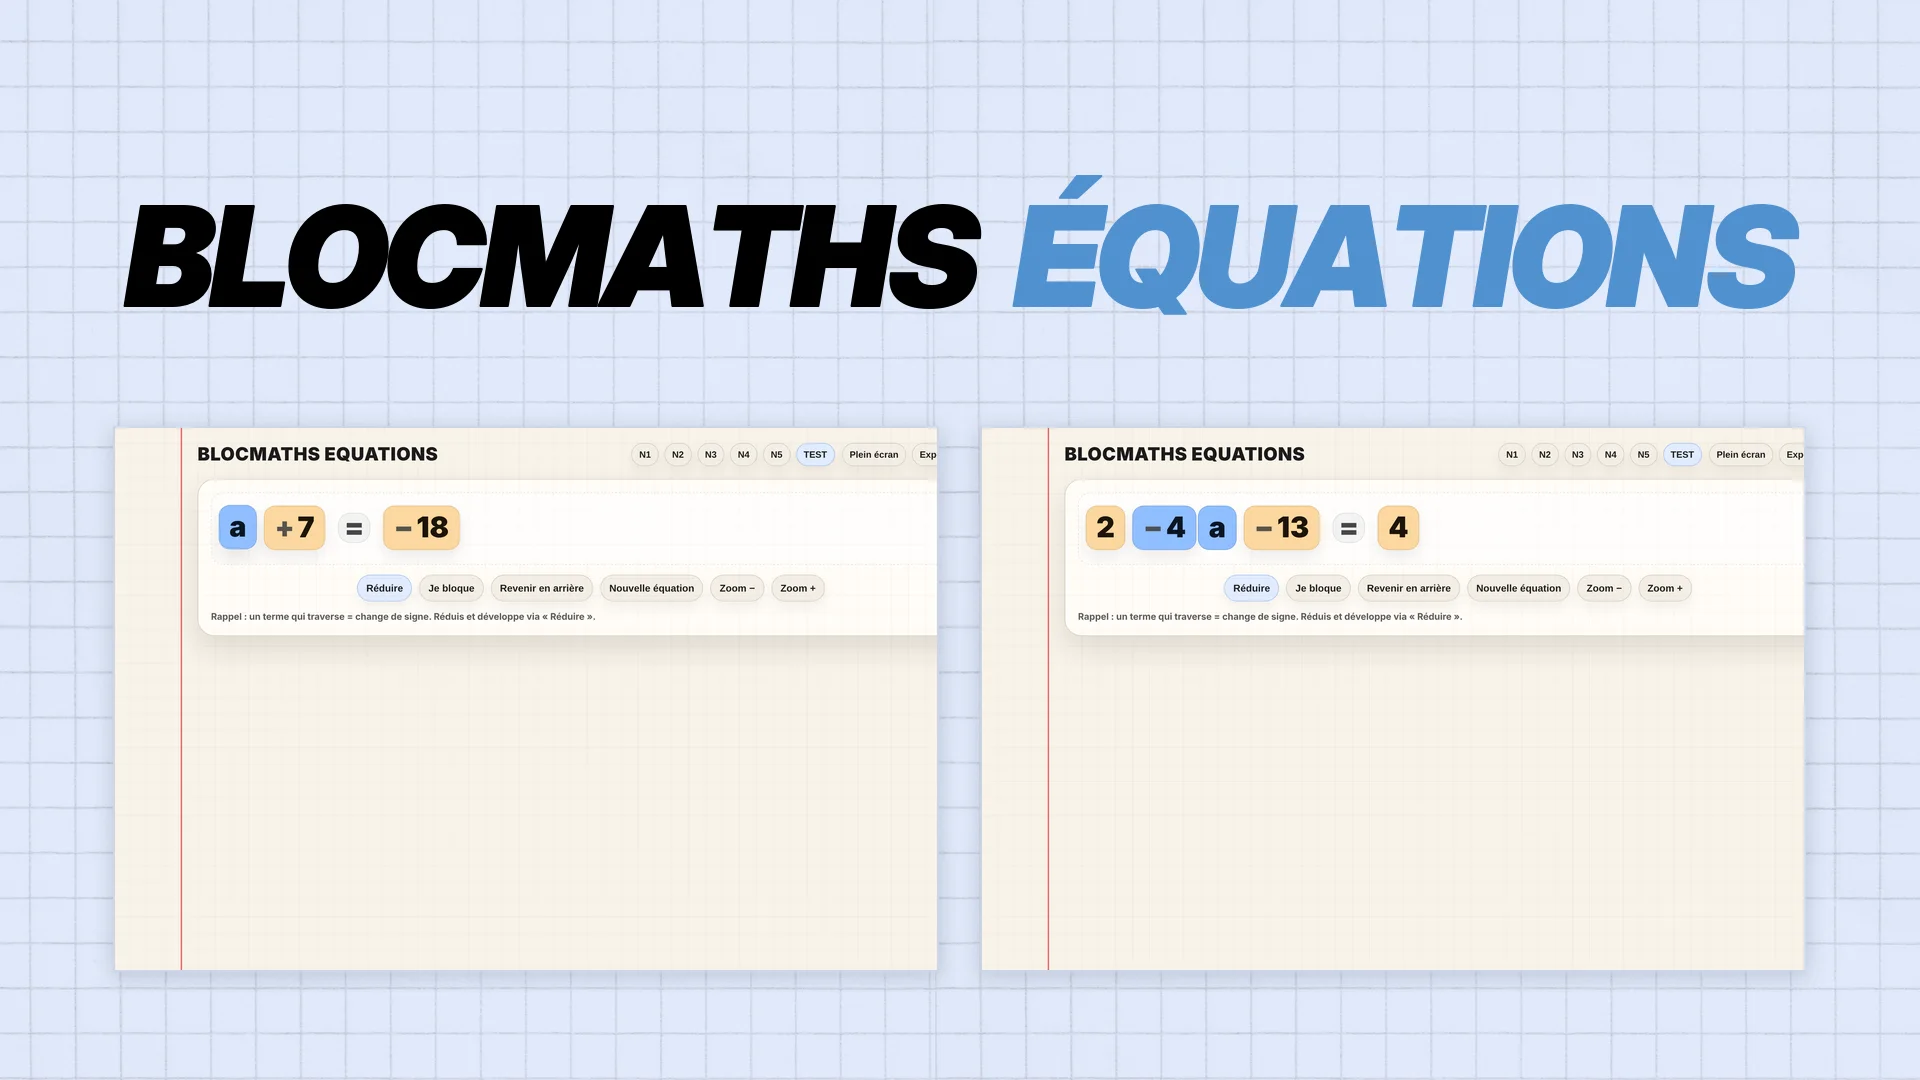 BLOCMATHS ÉQUATIONS
BLOCMATHS EQUATIONS N1 N2 N3 N4 N5 TEST Plein écran Exp
a +7 = −18
Réduire Je bloque Revenir en arrière Nouvelle équation Zoom − Zoom +
Rappel : un terme qui traverse = change de signe. Réduis et développe via « Réduire ».
BLOCMATHS EQUATIONS N1 N2 N3 N4 N5 TEST Plein écran Exp
2 −4 a −13 = 4
Réduire Je bloque Revenir en arrière Nouvelle équation Zoom − Zoom +
Rappel : un terme qui traverse = change de signe. Réduis et développe via « Réduire ».